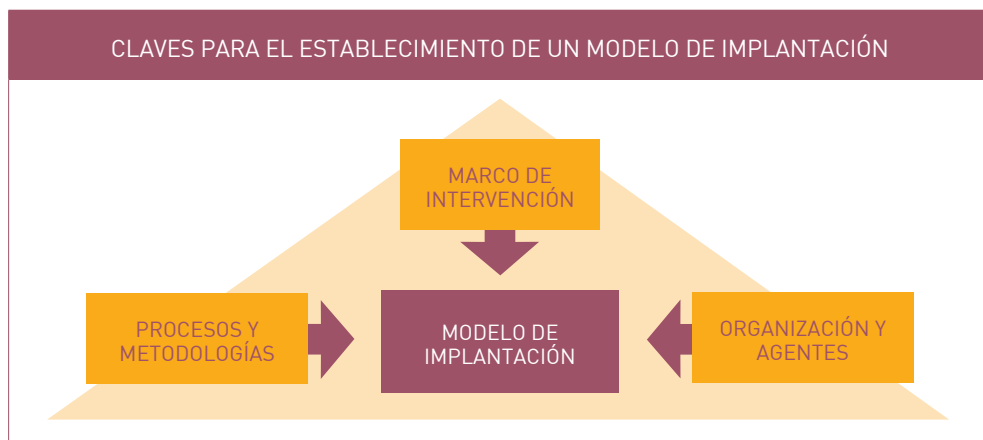 CLAVES PARA EL ESTABLECIMIENTO DE UN MODELO DE IMPLANTACIÓN
MARCO DE
INTERVENCIÓN
PROCESOS Y
METODOLOGÍAS
MODELO DE
IMPLANTACIÓN
ORGANIZACIÓN Y
AGENTES